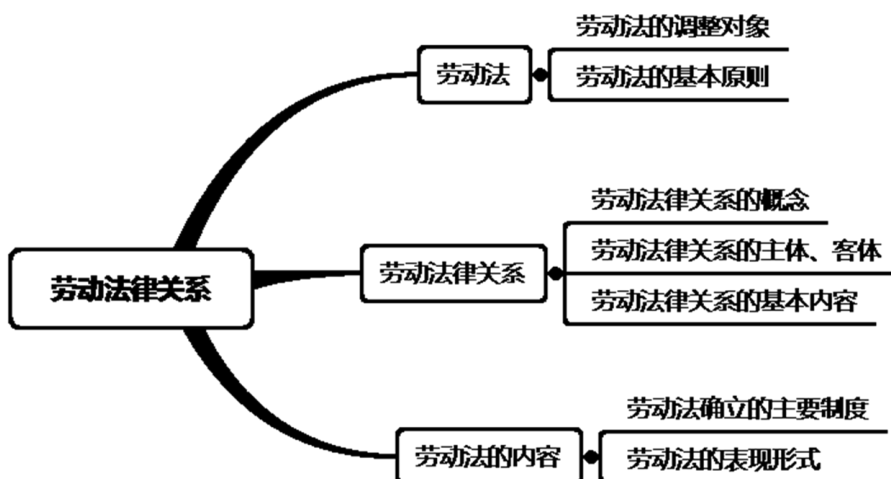 劳动法律关系
劳动法
劳动法的调整对象
劳动法的基本原则
劳动法律关系
劳动法律关系的概念
劳动法律关系的主体、客体
劳动法律关系的基本内容
劳动法的内容
劳动法确立的主要制度
劳动法的表现形式